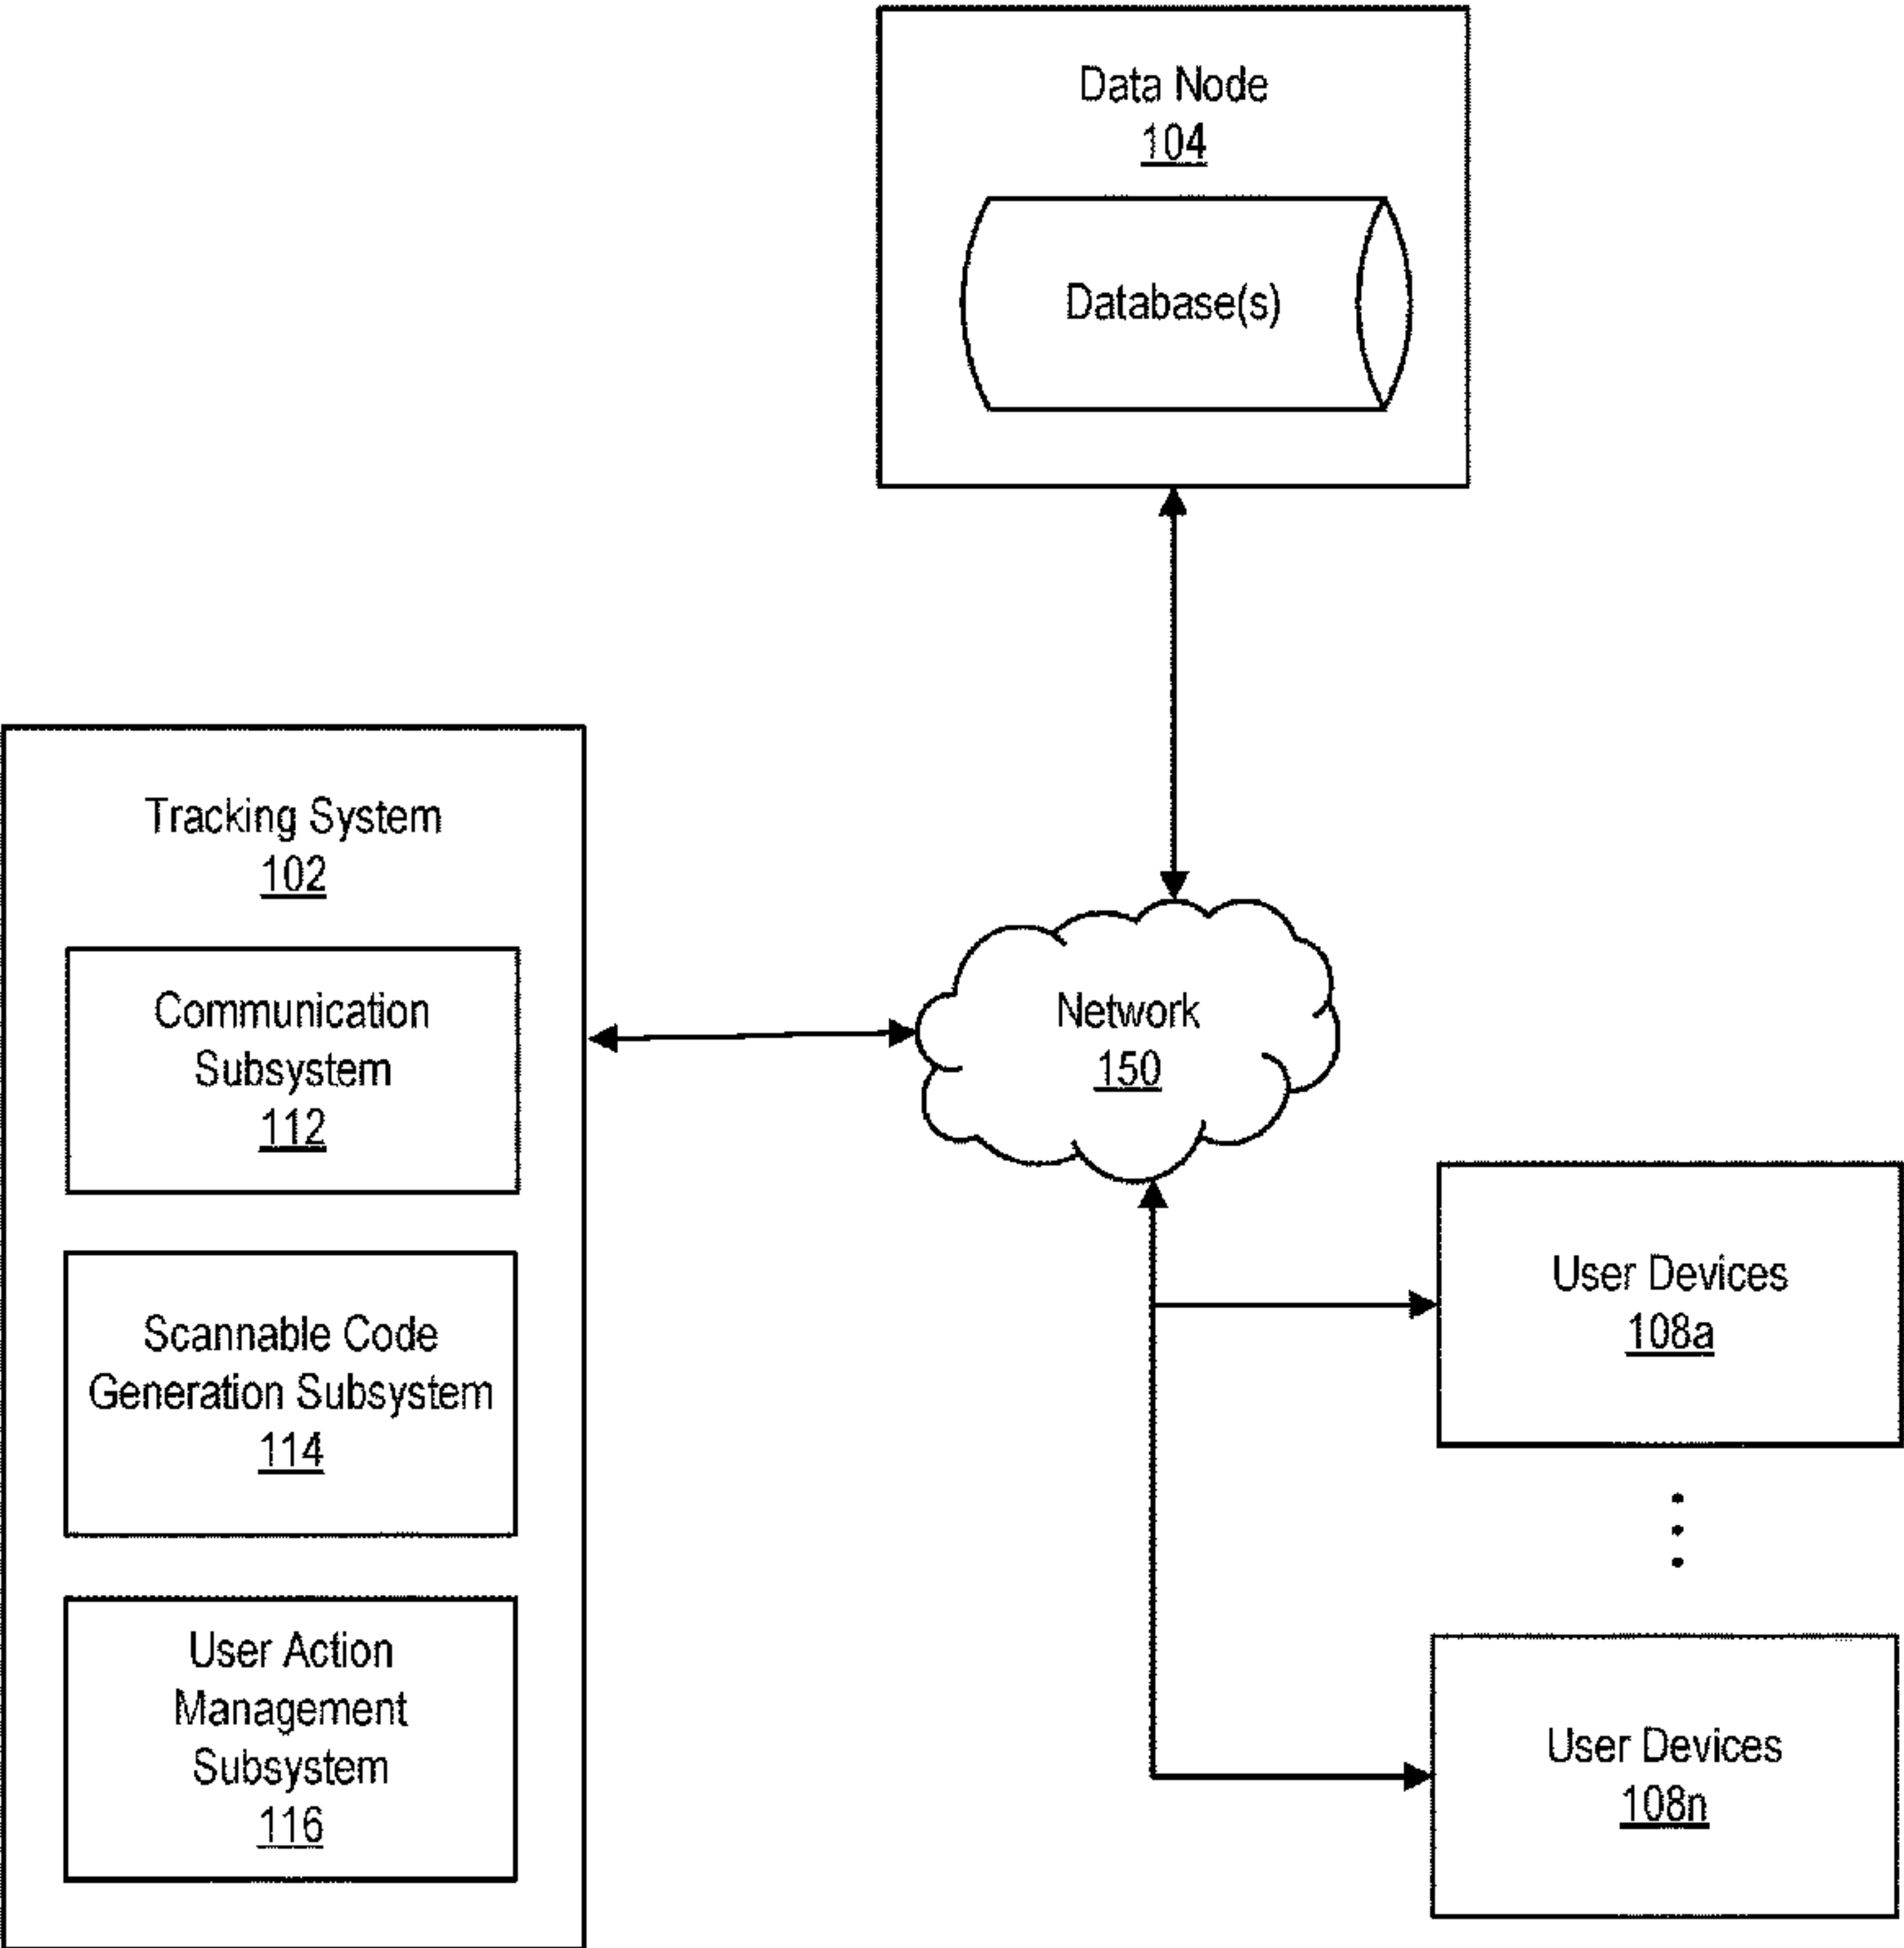 Data Node
104
Database(s)
Tracking System
102
Communication
Subsystem
112
Scannable Code
Generation Subsystem
114
User Action
Management
Subsystem
116
Network
150
User Devices
108a
User Devices
108n